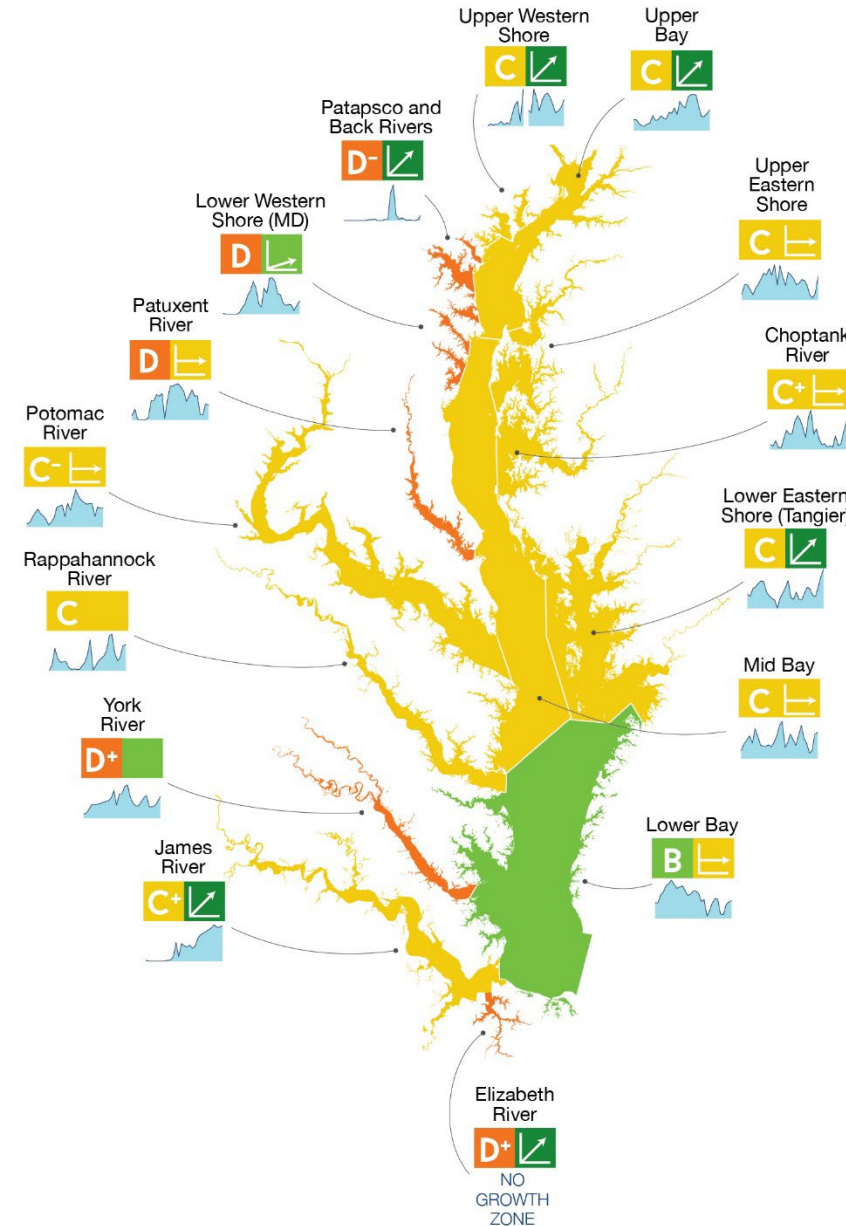 Upper Western
Shore
C
Upper
Bay
C
Patapsco and
Back Rivers
D-
Upper
Eastern
Shore
C
Lower Western
Shore (MD)
D
Choptank
River
C+
Patuxent
River
D
Potomac
River
C-
Lower Eastern
Shore (Tangier)
C
Rappahannock
River
C
Mid Bay
C
York
River
D+
Lower Bay
B
James
River
C+
Elizabeth
River
D+
NO
GROWTH
ZONE